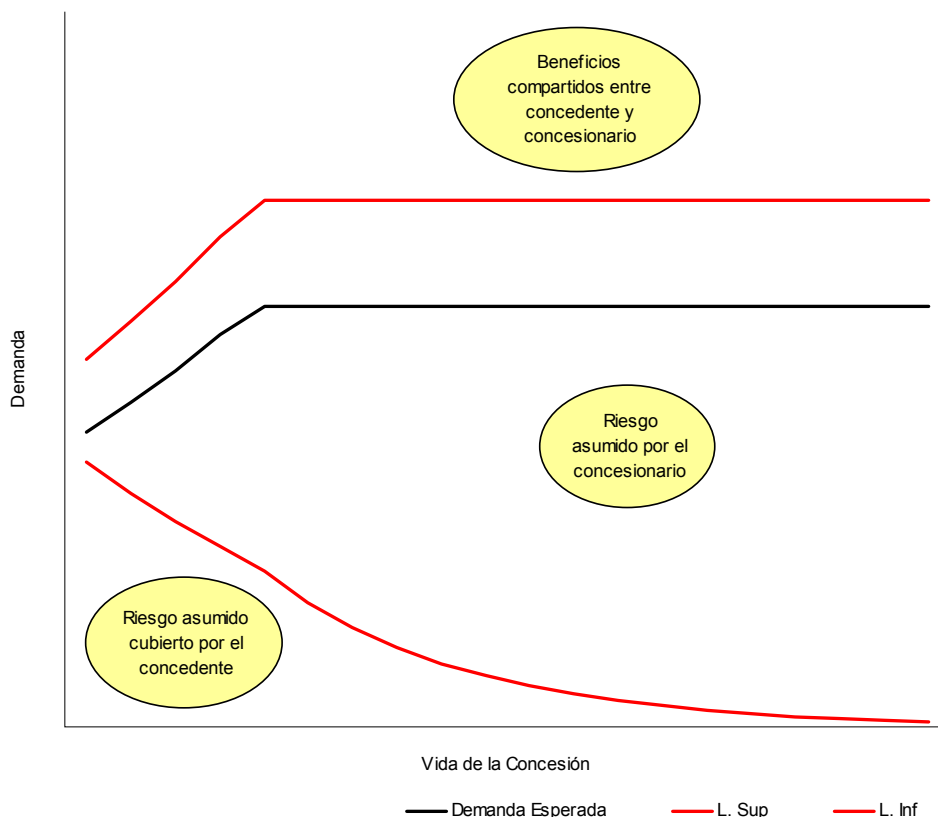 Beneficios
compartidos entre
concedente y
concesionario
Demanda
Riesgo
asumido por el
concesionario
Riesgo asumido
cubierto por el
concedente
Vida de la Concesión
Demanda Esperada L. Sup L. Inf